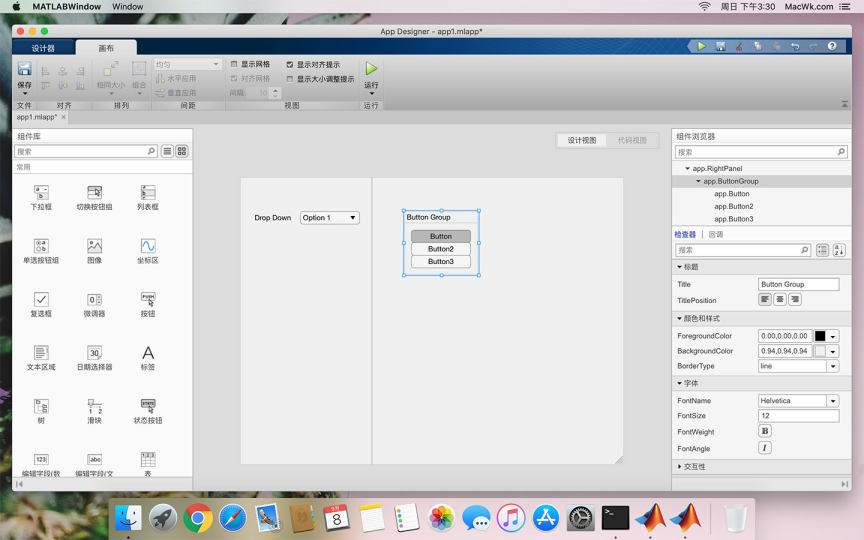 MATLABWindow Window 周日 下午3:30 MacWk.com
App Designer - app1.mlapp*
设计器 画布
保存
相同大小 组合
均匀
水平应用
垂直应用
显示网格
对齐网格
间隔 10
显示对齐提示
显示大小调整提示
运行
文件 对齐 排列 间距 视图 运行
app1.mlapp* ×
组件库
搜索
常用
下拉框 切换按钮组 列表框
单选按钮组 图像 坐标区
复选框 微调器 按钮
文本区域 日期选择器 标签
树 滑块 状态按钮
编辑字段(数 编辑字段(文 表
设计视图 代码视图
Drop Down Option 1
Button Group
Button
Button2
Button3
组件浏览器
搜索
app.RightPanel
app.ButtonGroup
app.Button
app.Button2
app.Button3
检查器 | 回调
搜索
标题
Title Button Group
TitlePosition
颜色和样式
ForegroundColor 0.00,0.00,0.00
BackgroundColor 0.94,0.94,0.94
BorderType line
字体
FontName Helvetica
FontSize 12
FontWeight B
FontAngle I
交互性